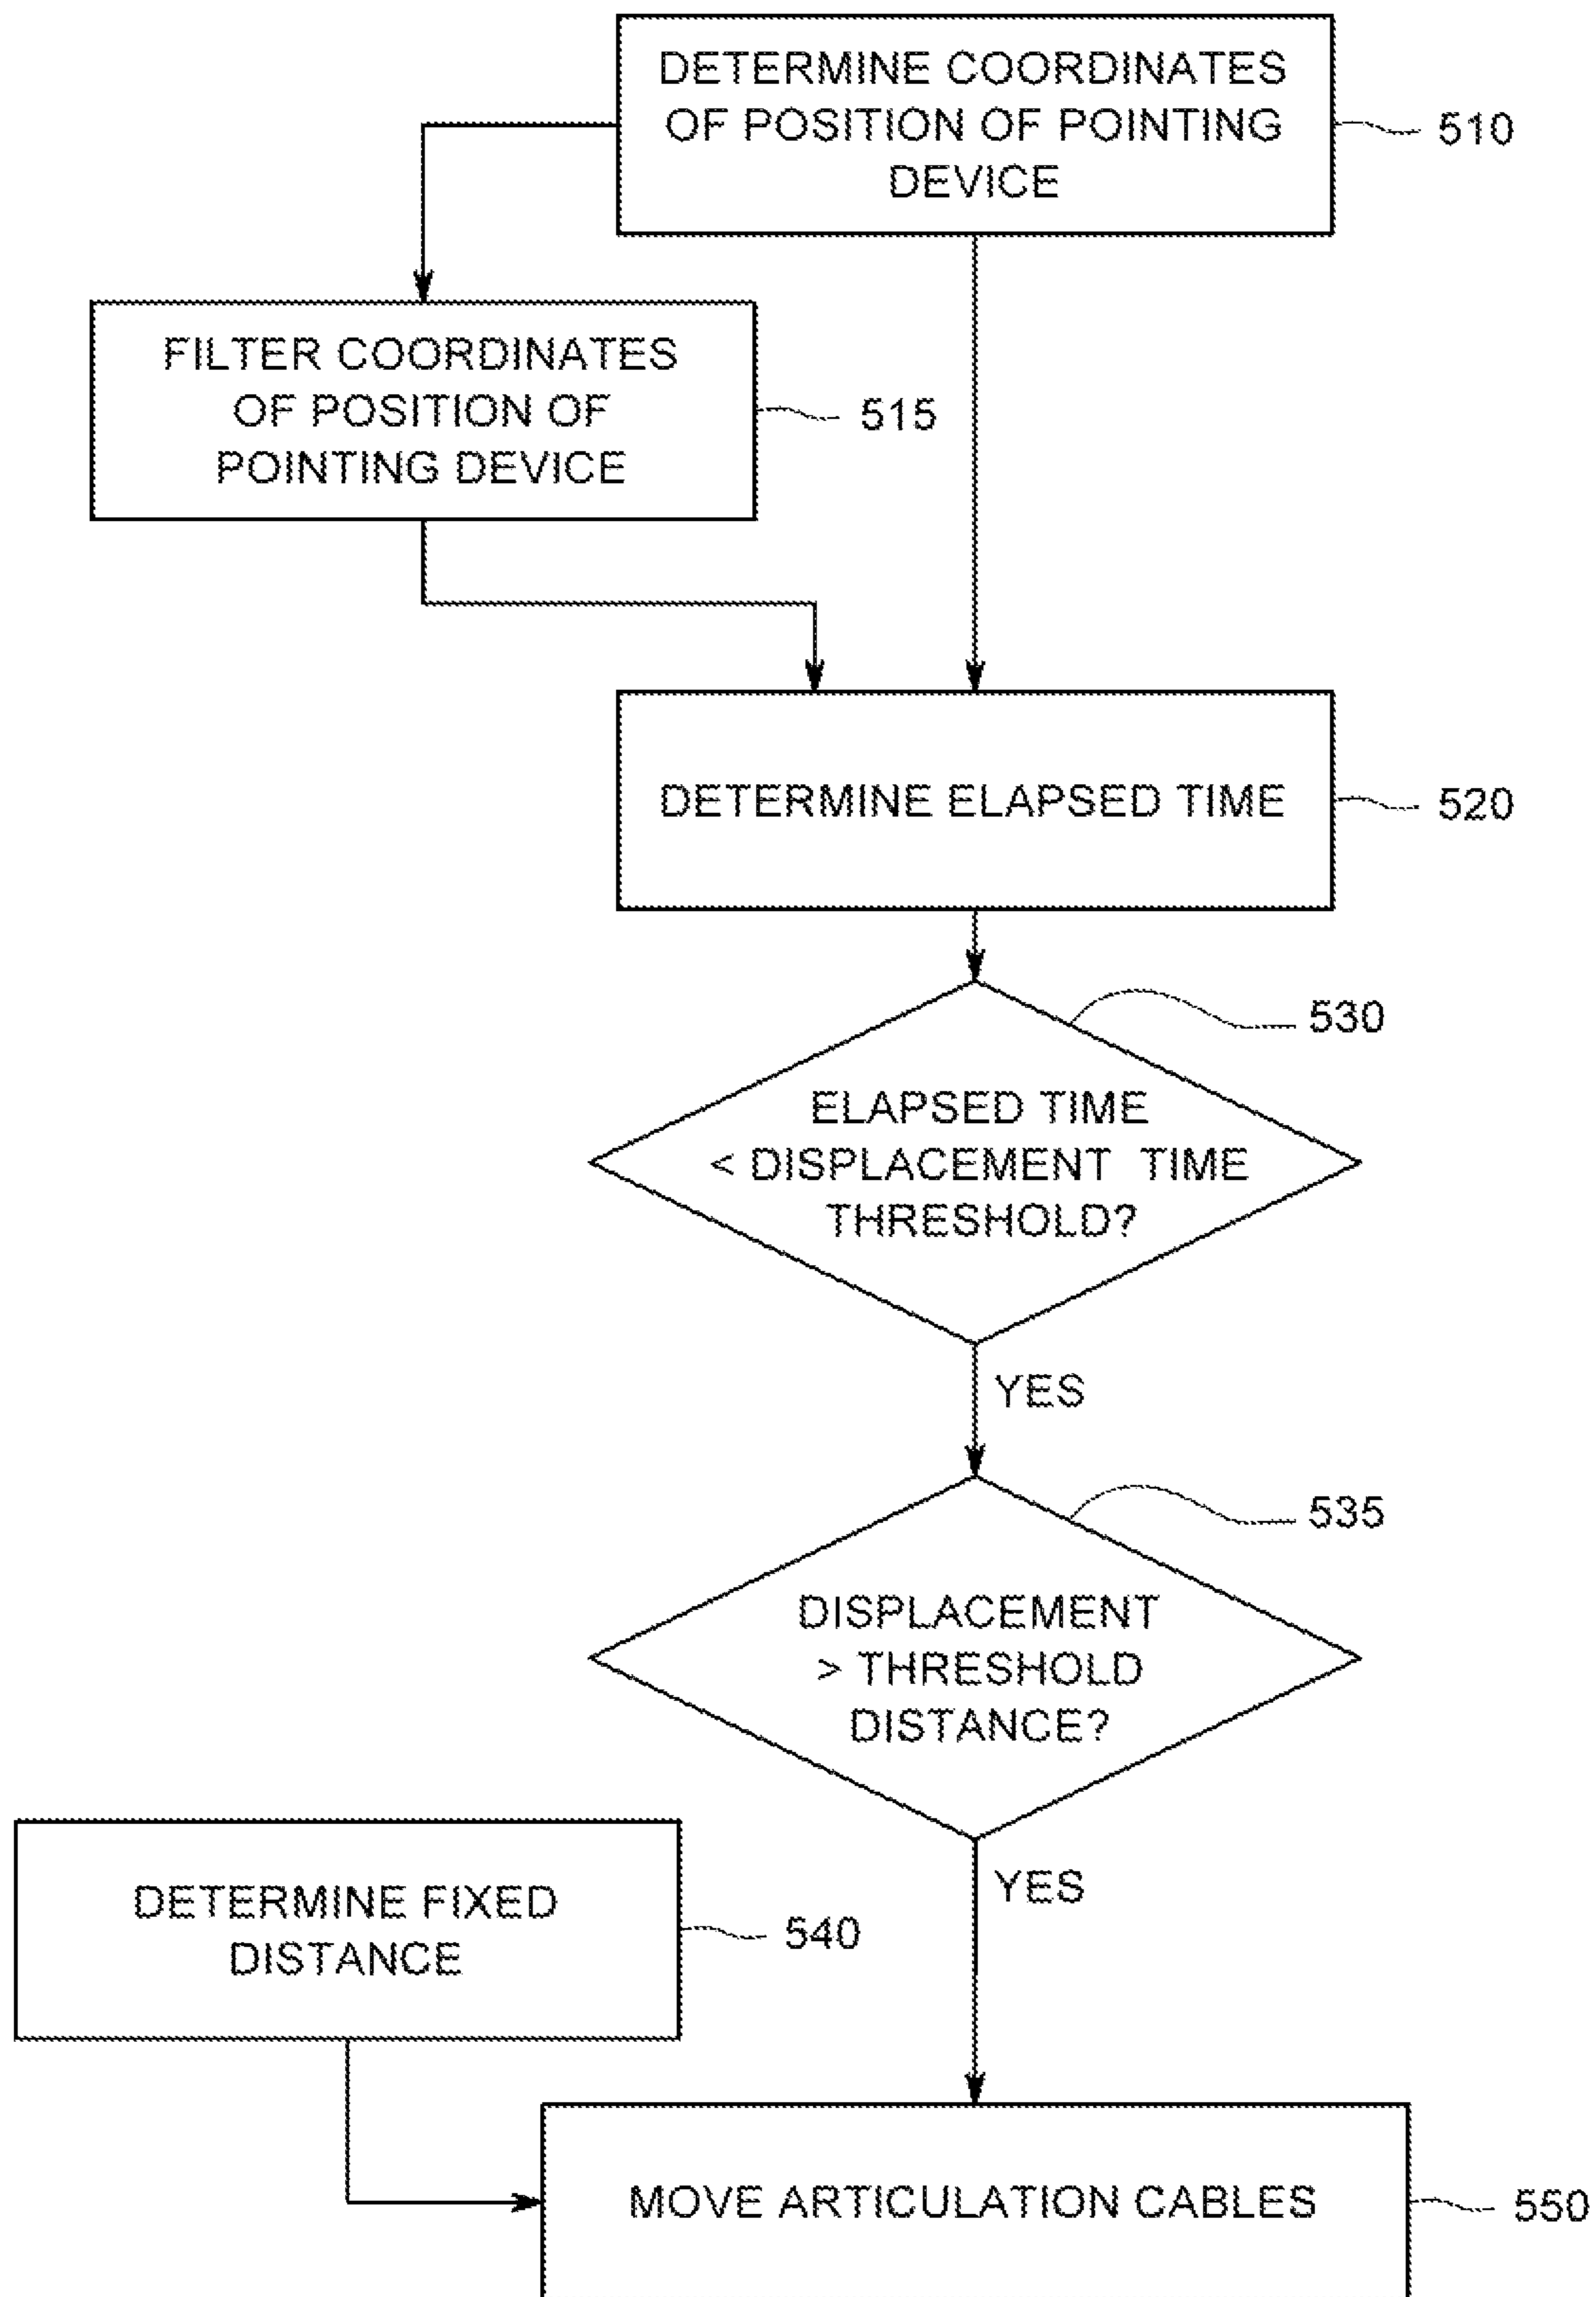 DETERMINE COORDINATES
OF POSITION OF POINTING
DEVICE
510
FILTER COORDINATES
OF POSITION OF
POINTING DEVICE
515
DETERMINE ELAPSED TIME
520
530
ELAPSED TIME
< DISPLACEMENT TIME
THRESHOLD?
YES
535
DISPLACEMENT
> THRESHOLD
DISTANCE?
YES
DETERMINE FIXED
DISTANCE
540
MOVE ARTICULATION CABLES
550